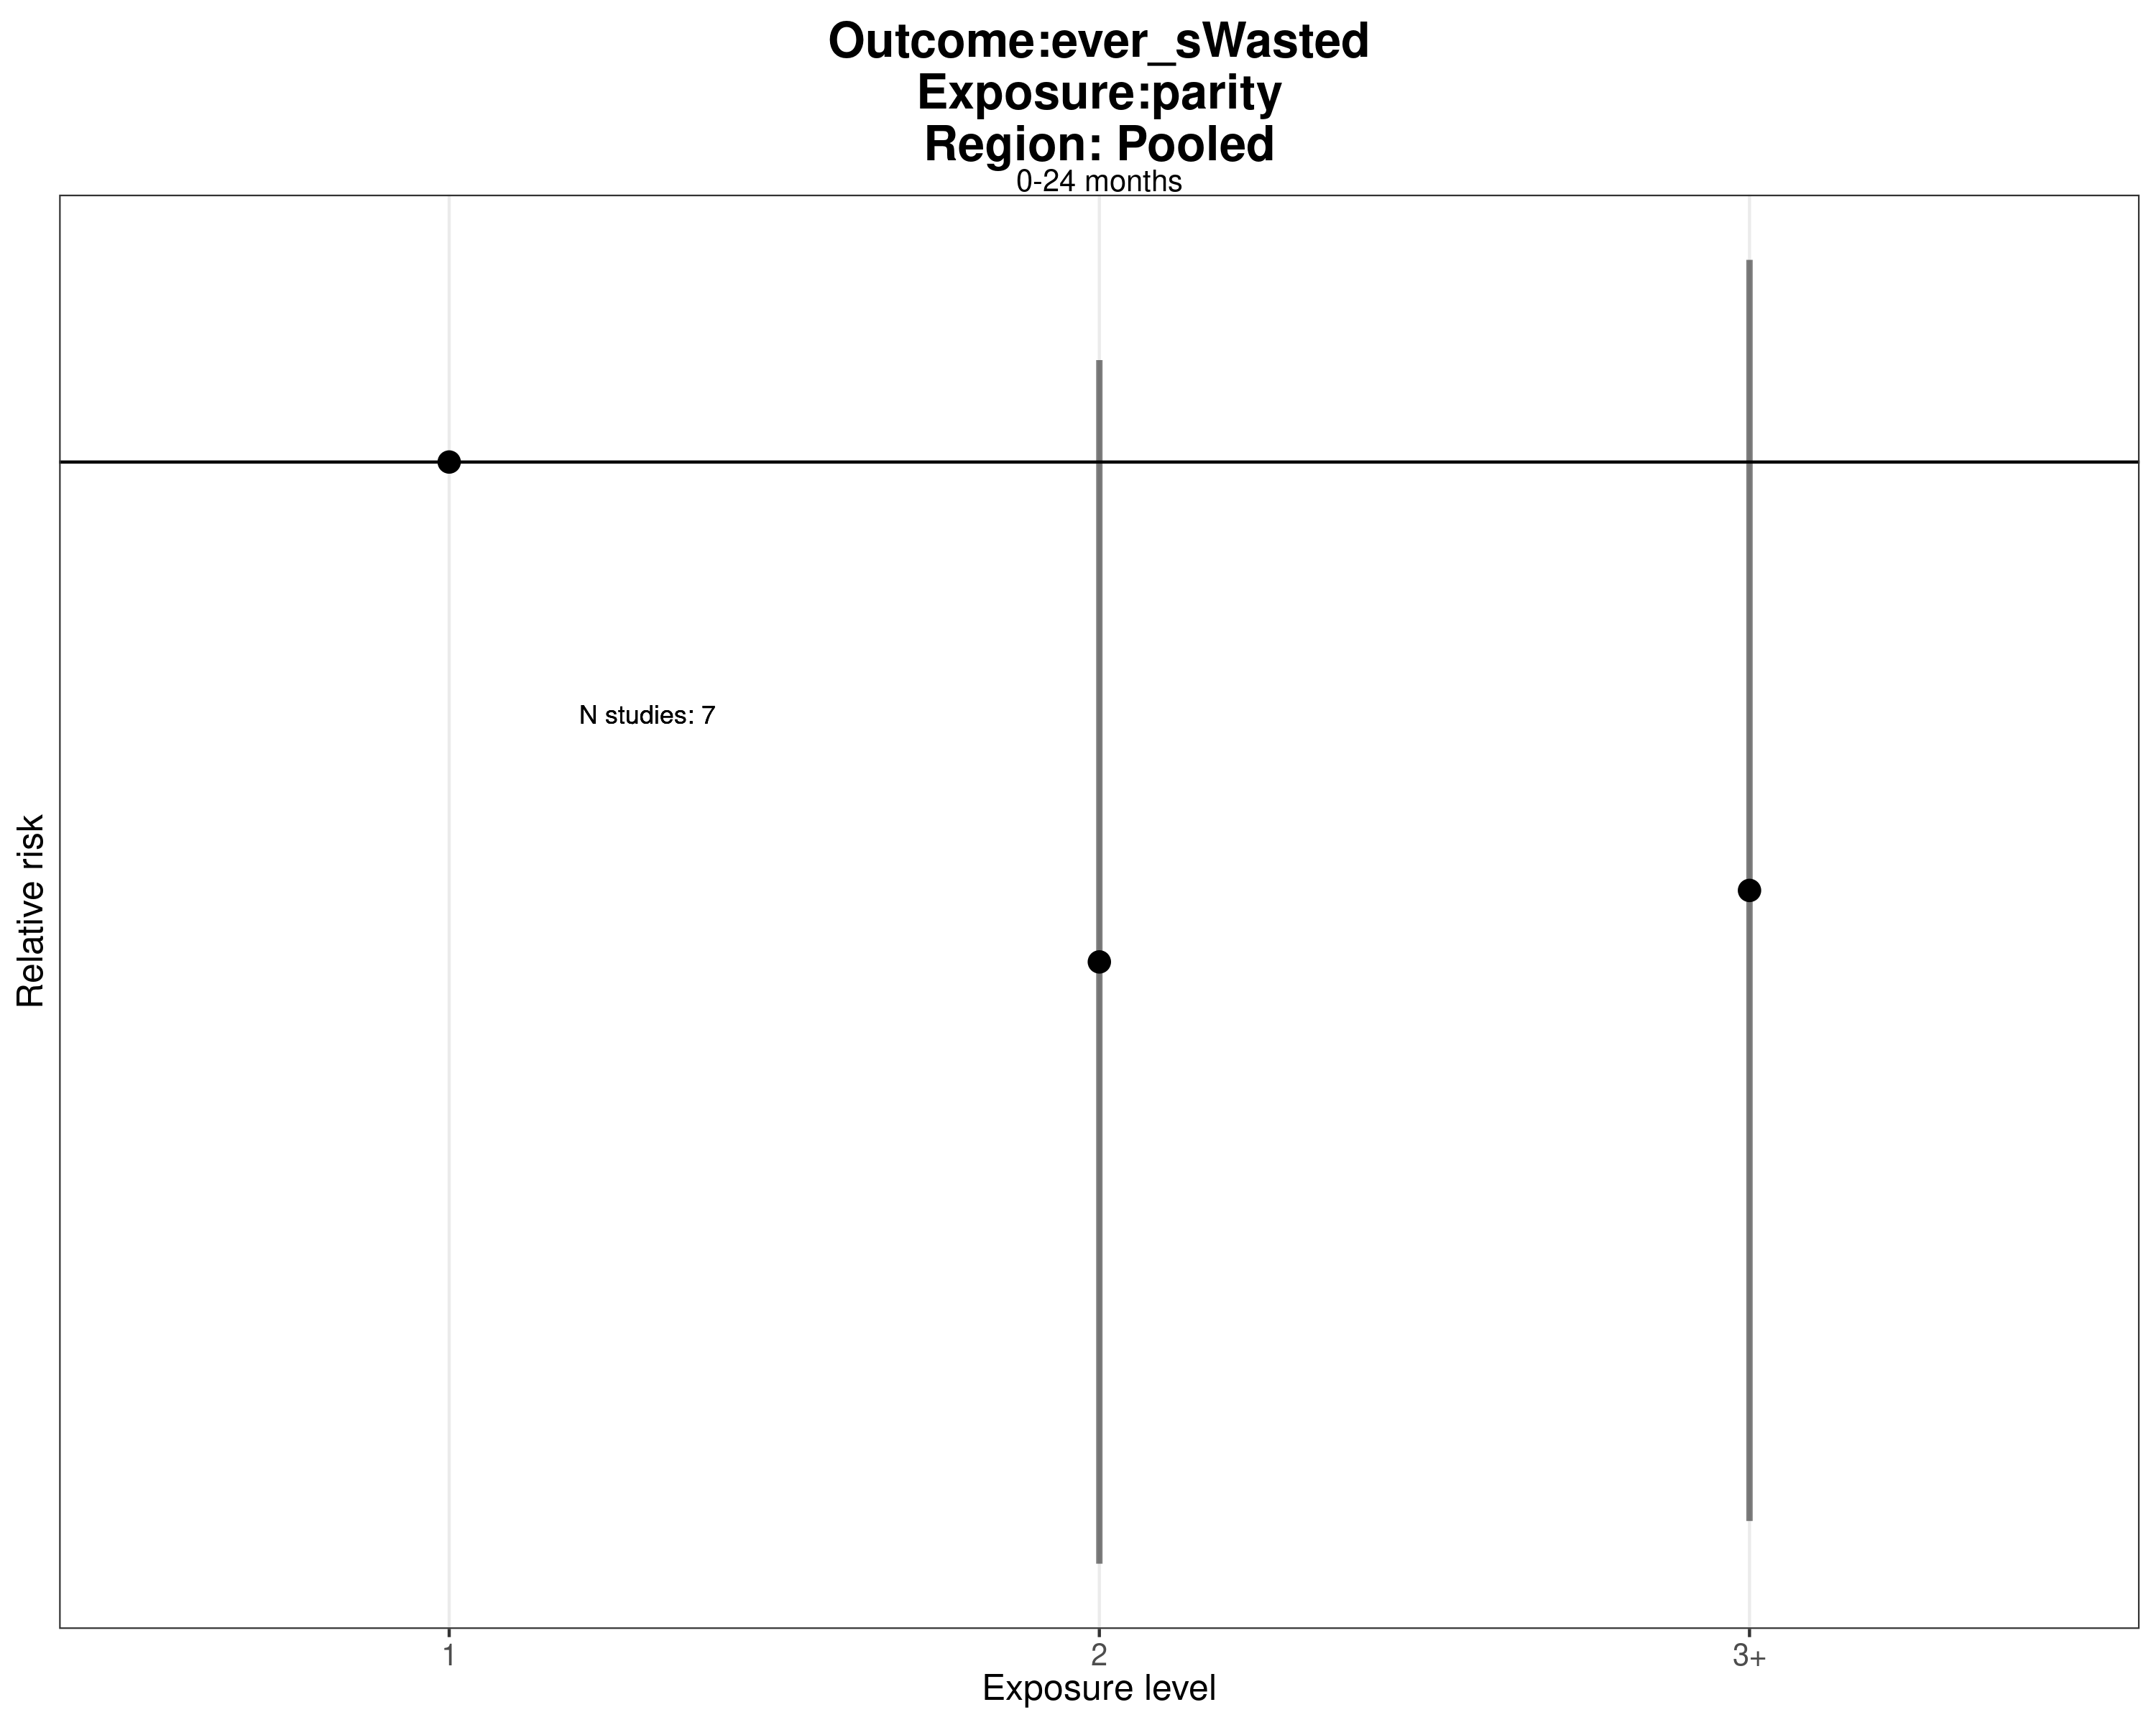 Outcome:ever_sWasted
Exposure:parity
Region: Pooled
0-24 months
N studies: 7
Relative risk
1
2
3+
Exposure level